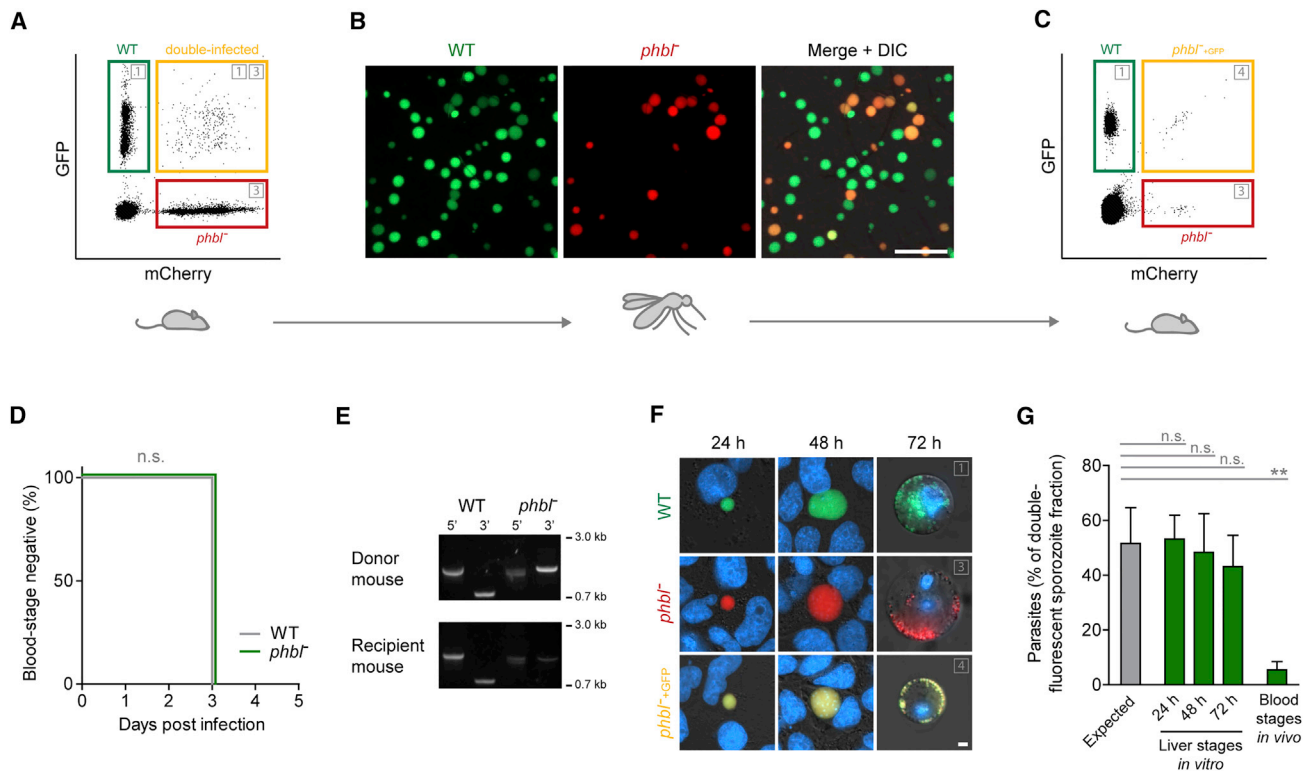 A
WT
double-infected
1
1 3
3
GFP
phbl⁻
mCherry
B
WT
phbl⁻
Merge + DIC
C
WT
phbl⁻+GFP
1
4
3
GFP
phbl⁻
mCherry
D
n.s.
Blood-stage negative (%)
100
50
0
0 1 2 3 4 5
Days post infection
WT
phbl⁻
E
WT phbl⁻
5' 3' 5' 3'
Donor mouse
3.0 kb
0.7 kb
Recipient mouse
3.0 kb
0.7 kb
F
24 h 48 h 72 h
WT
1
phbl⁻
3
phbl⁻+GFP
4
G
n.s.
n.s.
n.s.
**
Parasites (% of double-
fluorescent sporozoite fraction)
80
60
40
20
0
Expected
24 h
48 h
72 h
Liver stages
in vitro
Blood
stages
in vivo